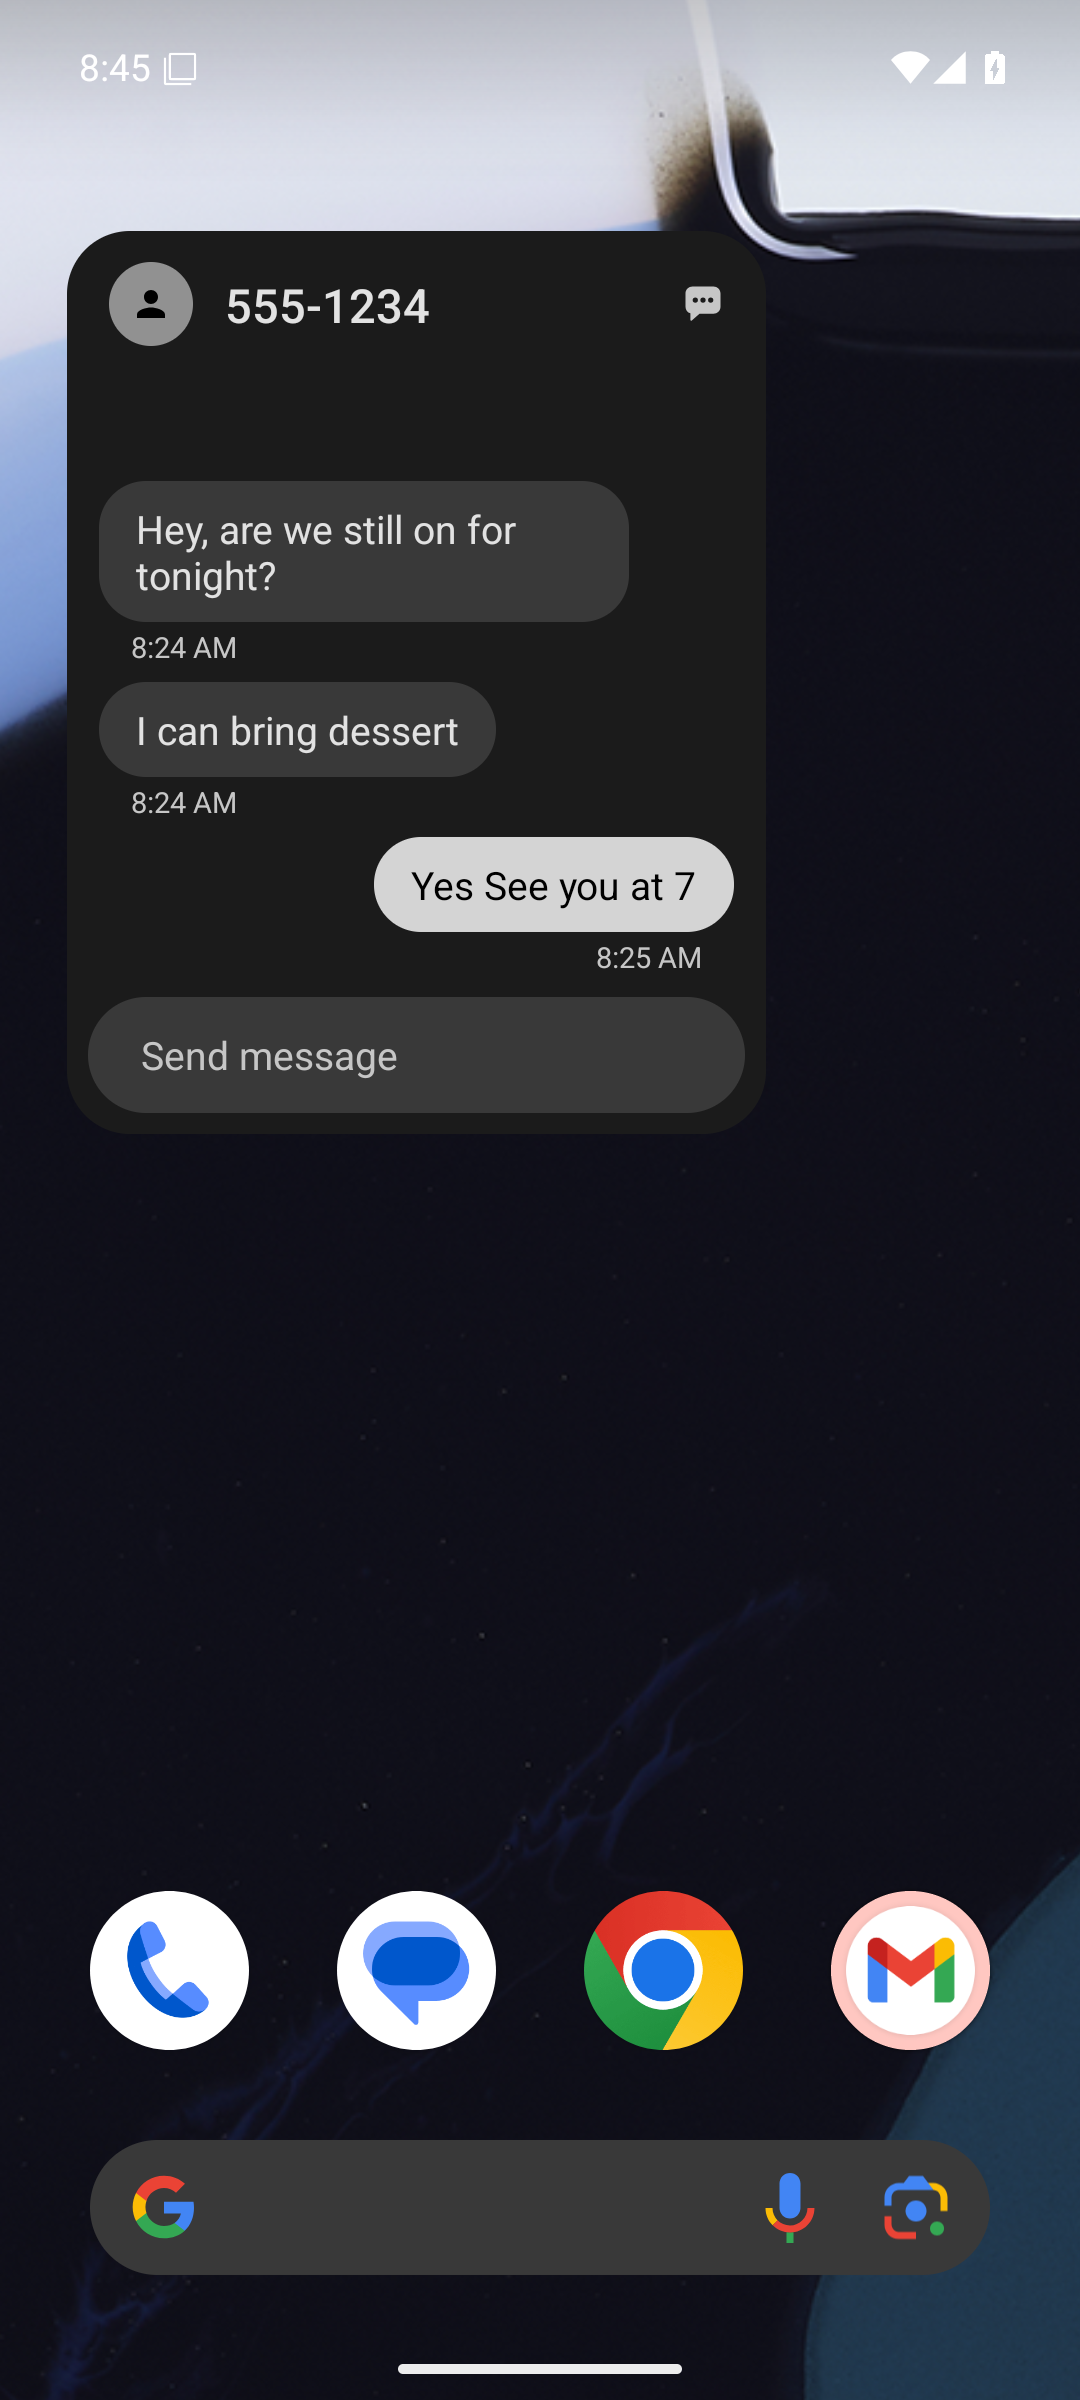 8:45
555-1234
Hey, are we still on for
tonight?
8:24 AM
I can bring dessert
8:24 AM
Yes See you at 7
8:25 AM
Send message